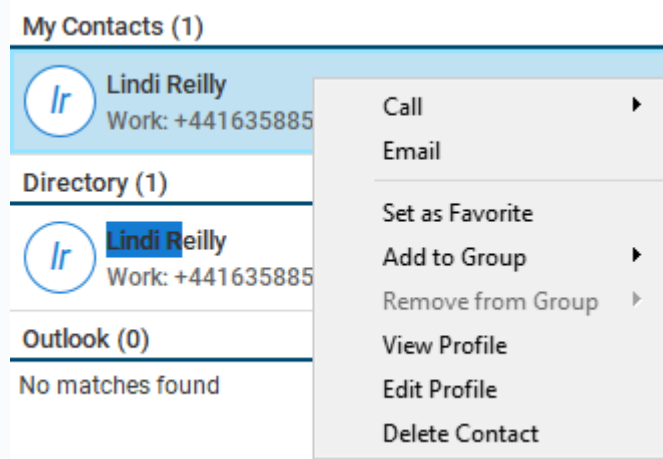 My Contacts (1)
lr
Lindi Reilly
Work: +441635885
Directory (1)
lr
Lindi Reilly
Work: +441635885
Outlook (0)
No matches found
Call
Email
Set as Favorite
Add to Group
Remove from Group
View Profile
Edit Profile
Delete Contact